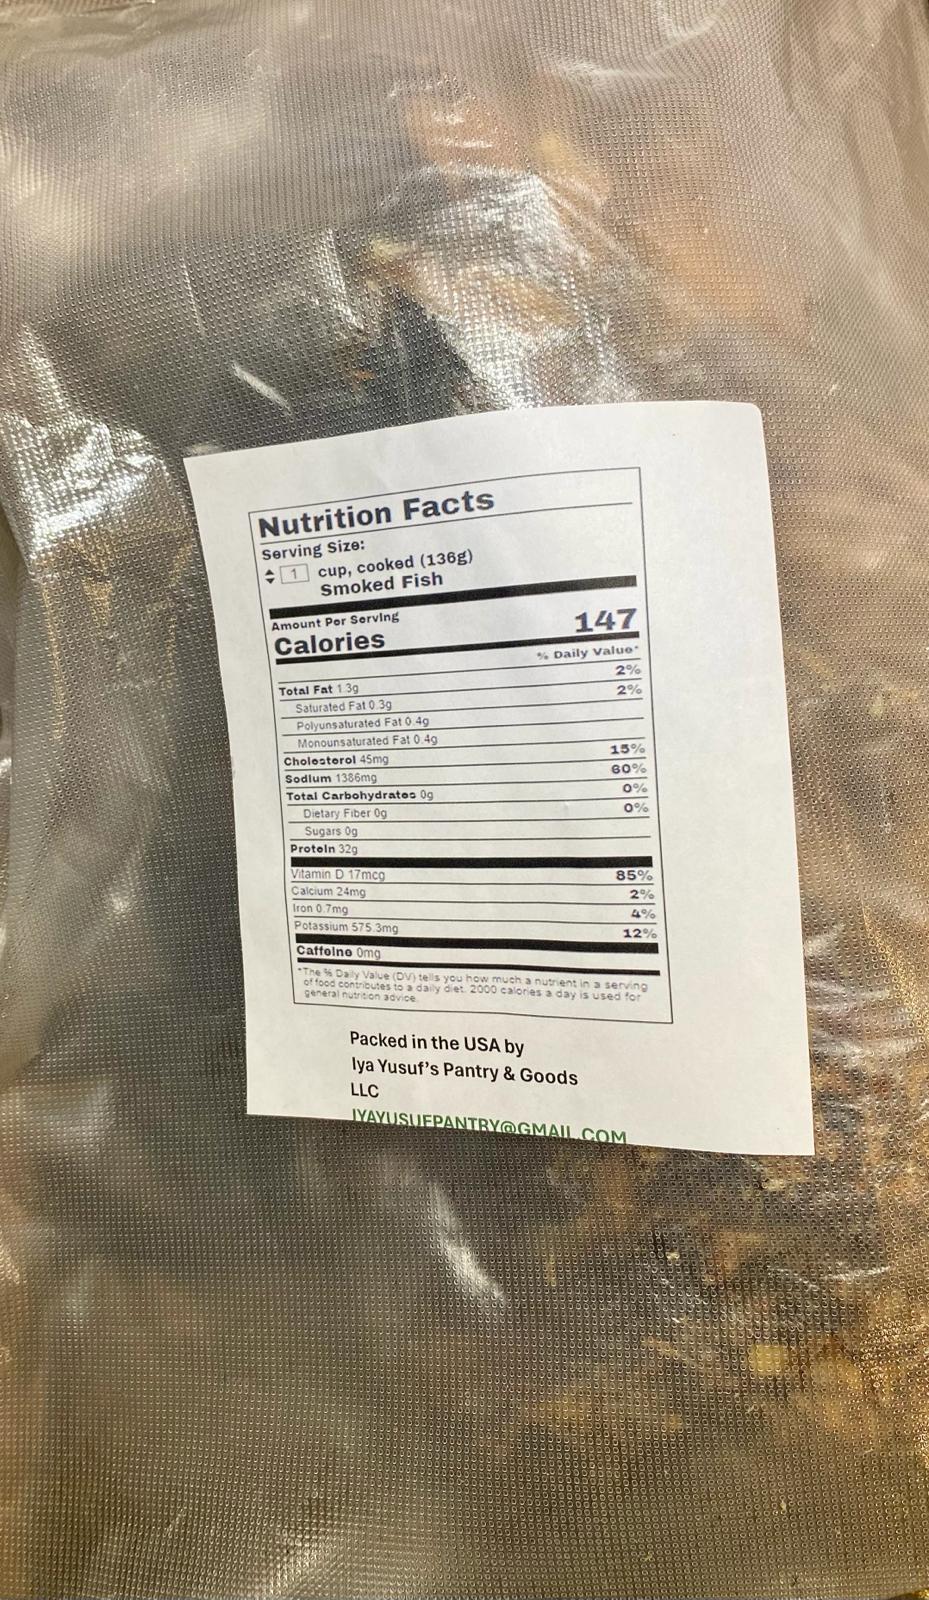 Nutrition Facts
Serving Size:
1 cup, cooked (136g)
Smoked Fish
Amount Per Serving
Calories 147
% Daily Value*
Total Fat 1.3g 2%
Saturated Fat 0.3g 2%
Polyunsaturated Fat 0.4g
Monounsaturated Fat 0.4g
Cholesterol 45mg 15%
Sodium 1386mg 60%
Total Carbohydrates 0g 0%
Dietary Fiber 0g 0%
Sugars 0g
Protein 32g
Vitamin D 17mcg 85%
Calcium 24mg 2%
Iron 0.7mg 4%
Potassium 575.3mg 12%
Caffeine 0mg
*The % Daily Value (DV) tells you how much a nutrient in a serving
of food contributes to a daily diet. 2000 calories a day is used for
general nutrition advice.
Packed in the USA by
Iya Yusuf's Pantry & Goods
LLC
IYAYUSUFPANTRY@GMAIL.COM